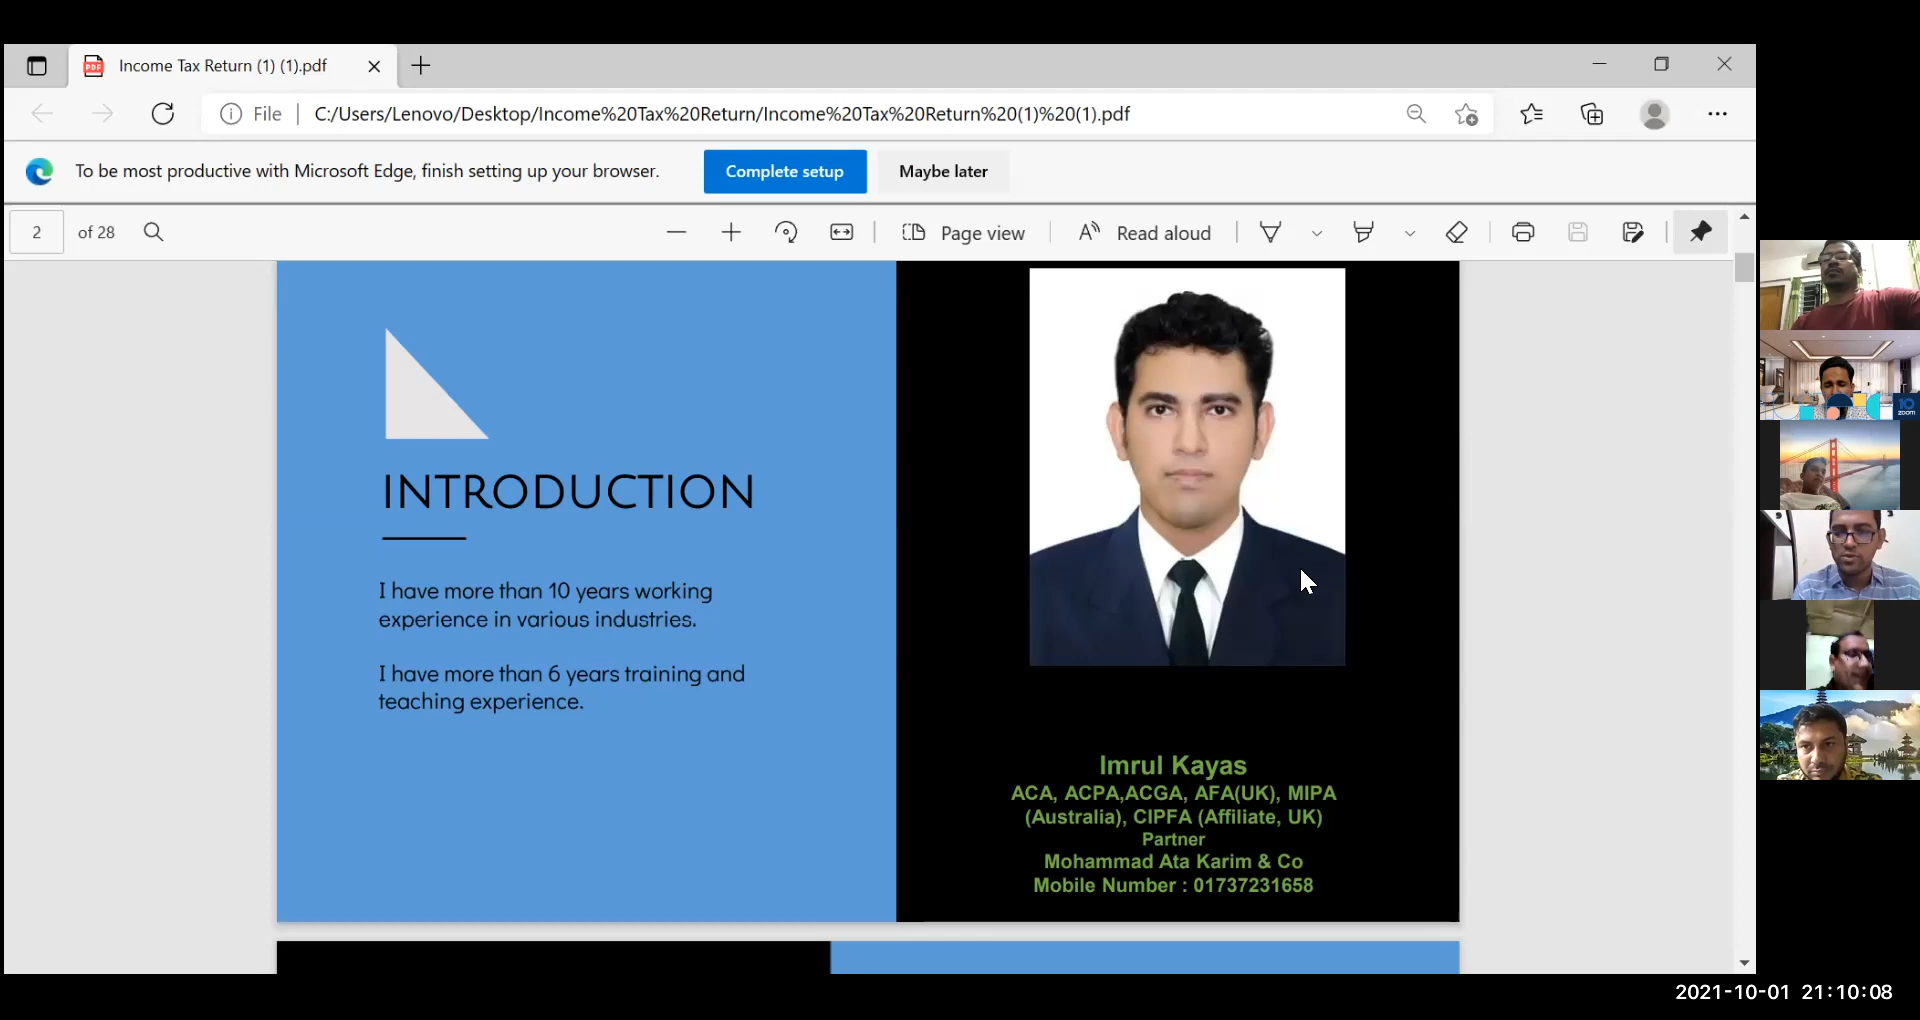 Income Tax Return (1) (1).pdf
File
C:/Users/Lenovo/Desktop/Income%20Tax%20Return/Income%20Tax%20Return%20(1)%20(1).pdf
To be most productive with Microsoft Edge, finish setting up your browser.
Complete setup
Maybe later
2 of 28
Page view
Read aloud
INTRODUCTION
I have more than 10 years working
experience in various industries.
I have more than 6 years training and
teaching experience.
Imrul Kayas
ACA, ACPA,ACGA, AFA(UK), MIPA
(Australia), CIPFA (Affiliate, UK)
Partner
Mohammad Ata Karim & Co
Mobile Number : 01737231658
10
zoom
2021-10-01 21:10:08